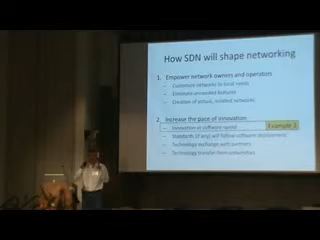 How SDN will shape networking
1. Empower network owners and operators
– Customize networks to local needs
– Eliminate unneeded features
– Creation of virtual, isolated networks
2. Increase the pace of innovation
– Innovation at software speed
Example 1
– Standards (if any) will follow software deployment
– Technology exchange with partners
– Technology transfer from universities